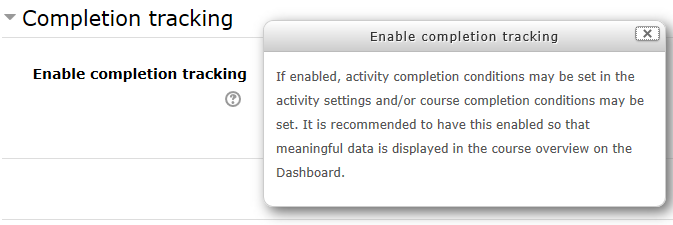 Completion tracking
Enable completion tracking
Enable completion tracking
If enabled, activity completion conditions may be set in the
activity settings and/or course completion conditions may be
set. It is recommended to have this enabled so that
meaningful data is displayed in the course overview on the
Dashboard.